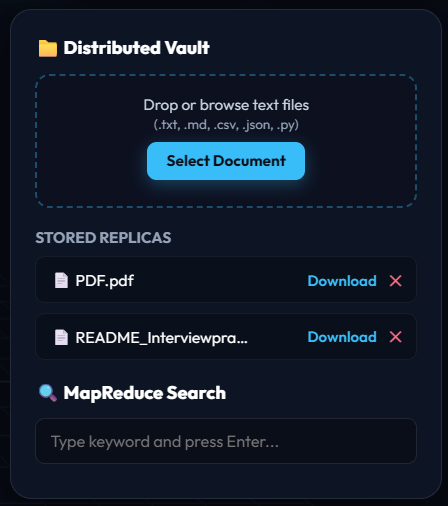 Distributed Vault
Drop or browse text files
(.txt, .md, .csv, .json, .py)
Select Document
STORED REPLICAS
PDF.pdf Download
README_Interviewpra... Download
MapReduce Search
Type keyword and press Enter...